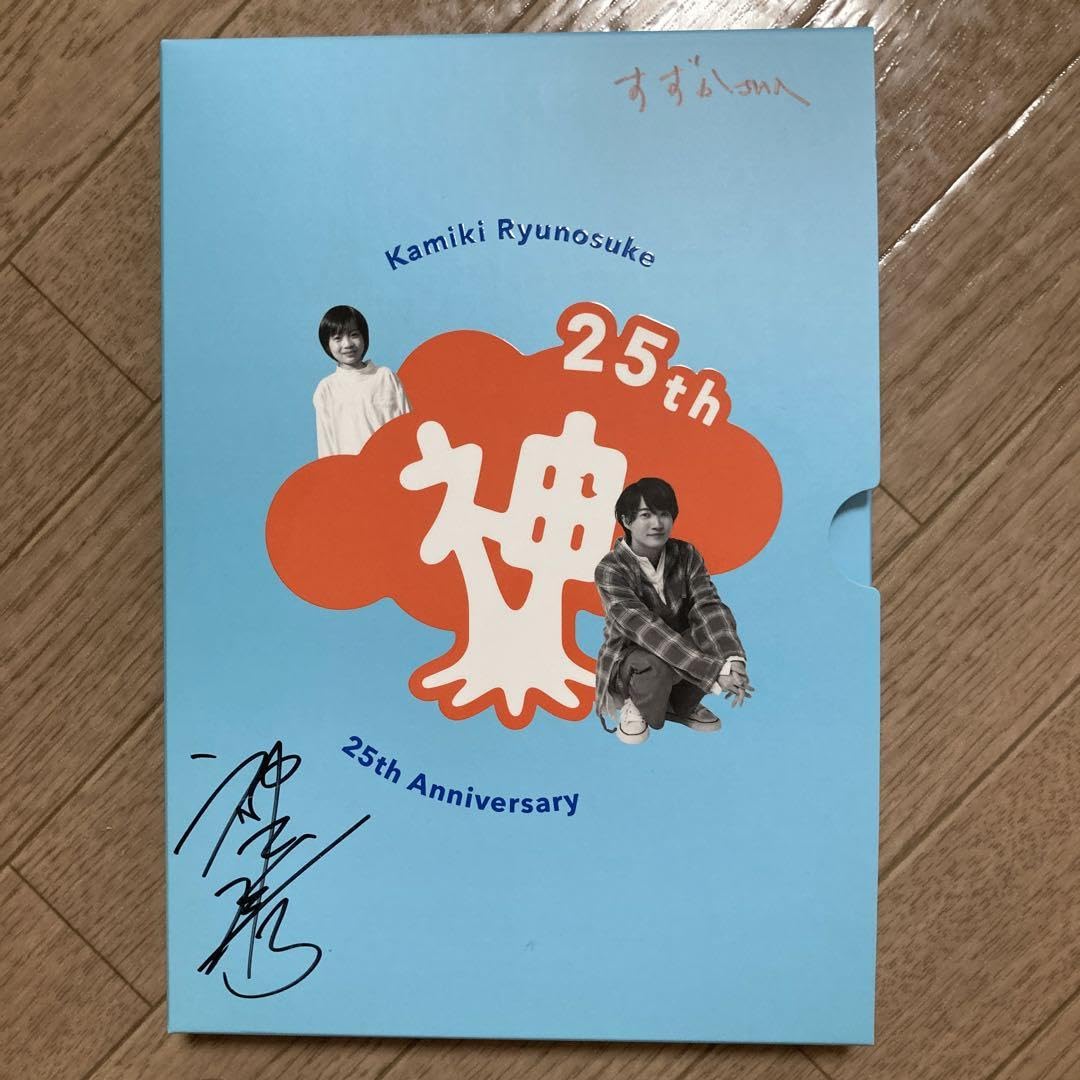 すずかさんへ
Kamiki Ryunosuke
25th
神
25th Anniversary